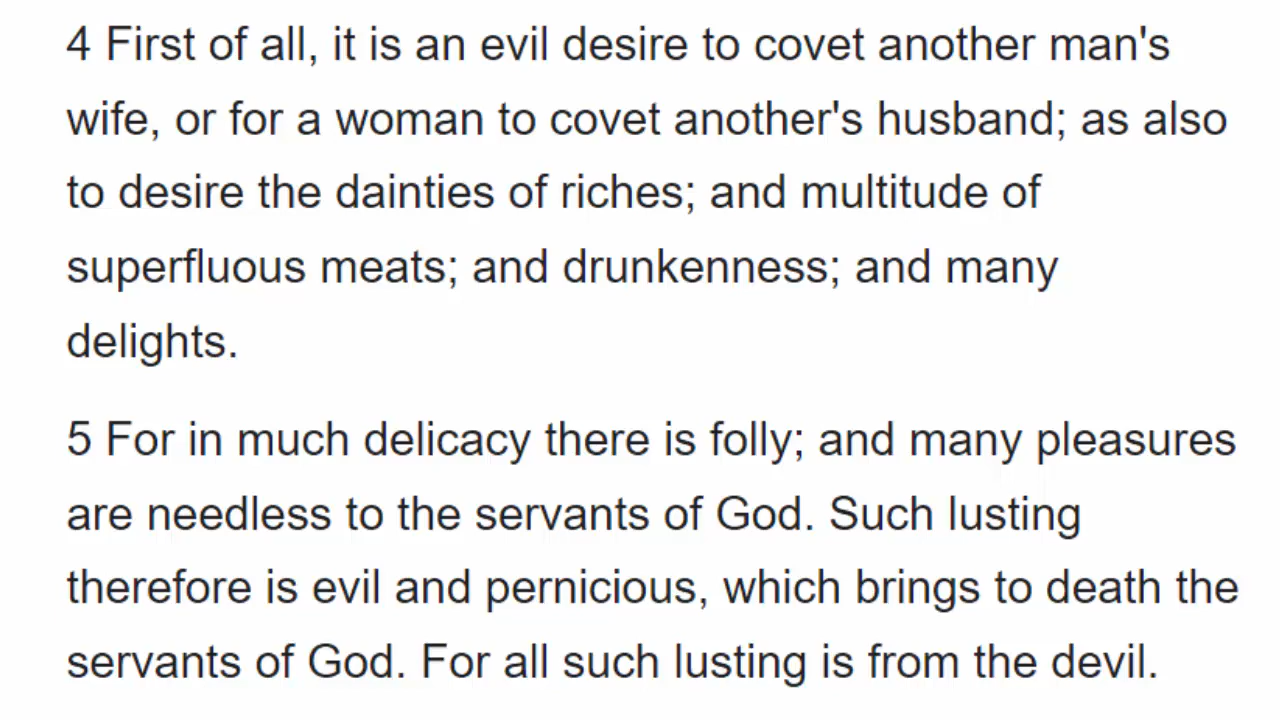 4 First of all, it is an evil desire to covet another man's
wife, or for a woman to covet another's husband; as also
to desire the dainties of riches; and multitude of
superfluous meats; and drunkenness; and many
delights.
5 For in much delicacy there is folly; and many pleasures
are needless to the servants of God. Such lusting
therefore is evil and pernicious, which brings to death the
servants of God. For all such lusting is from the devil.